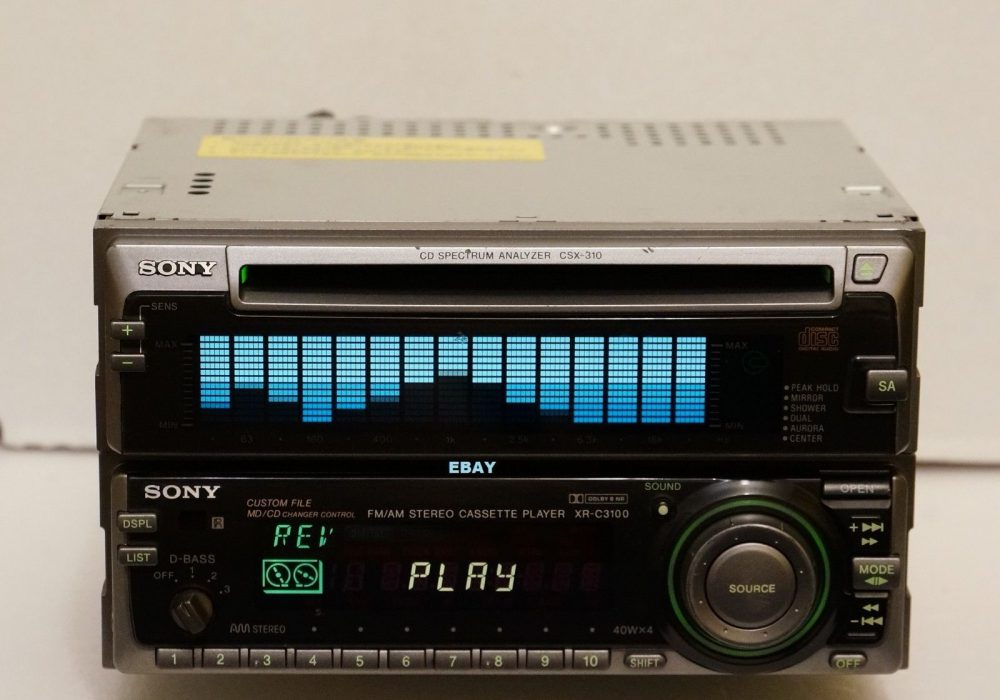 SONY
CD SPECTRUM ANALYZER CSX-310
SENS
+
−
MAX
MIN
63 160 400 1k 2.5k 6.3k 16k Hz
MAX
MIN
COMPACT
disc
DIGITAL AUDIO
PEAK HOLD
MIRROR
SHOWER
DUAL
AURORA
CENTER
SA
EBAY
SONY
CUSTOM FILE
MD/CD CHANGER CONTROL
FM/AM STEREO CASSETTE PLAYER XR-C3100
DOLBY B NR
SOUND
OPEN
DSPL
LIST
R
D-BASS
OFF 1 2 3
REV
PLAY
AM STEREO
40W×4
SOURCE
+
MODE
−
1 2 3 4 5 6 7 8 9 10
SHIFT
OFF